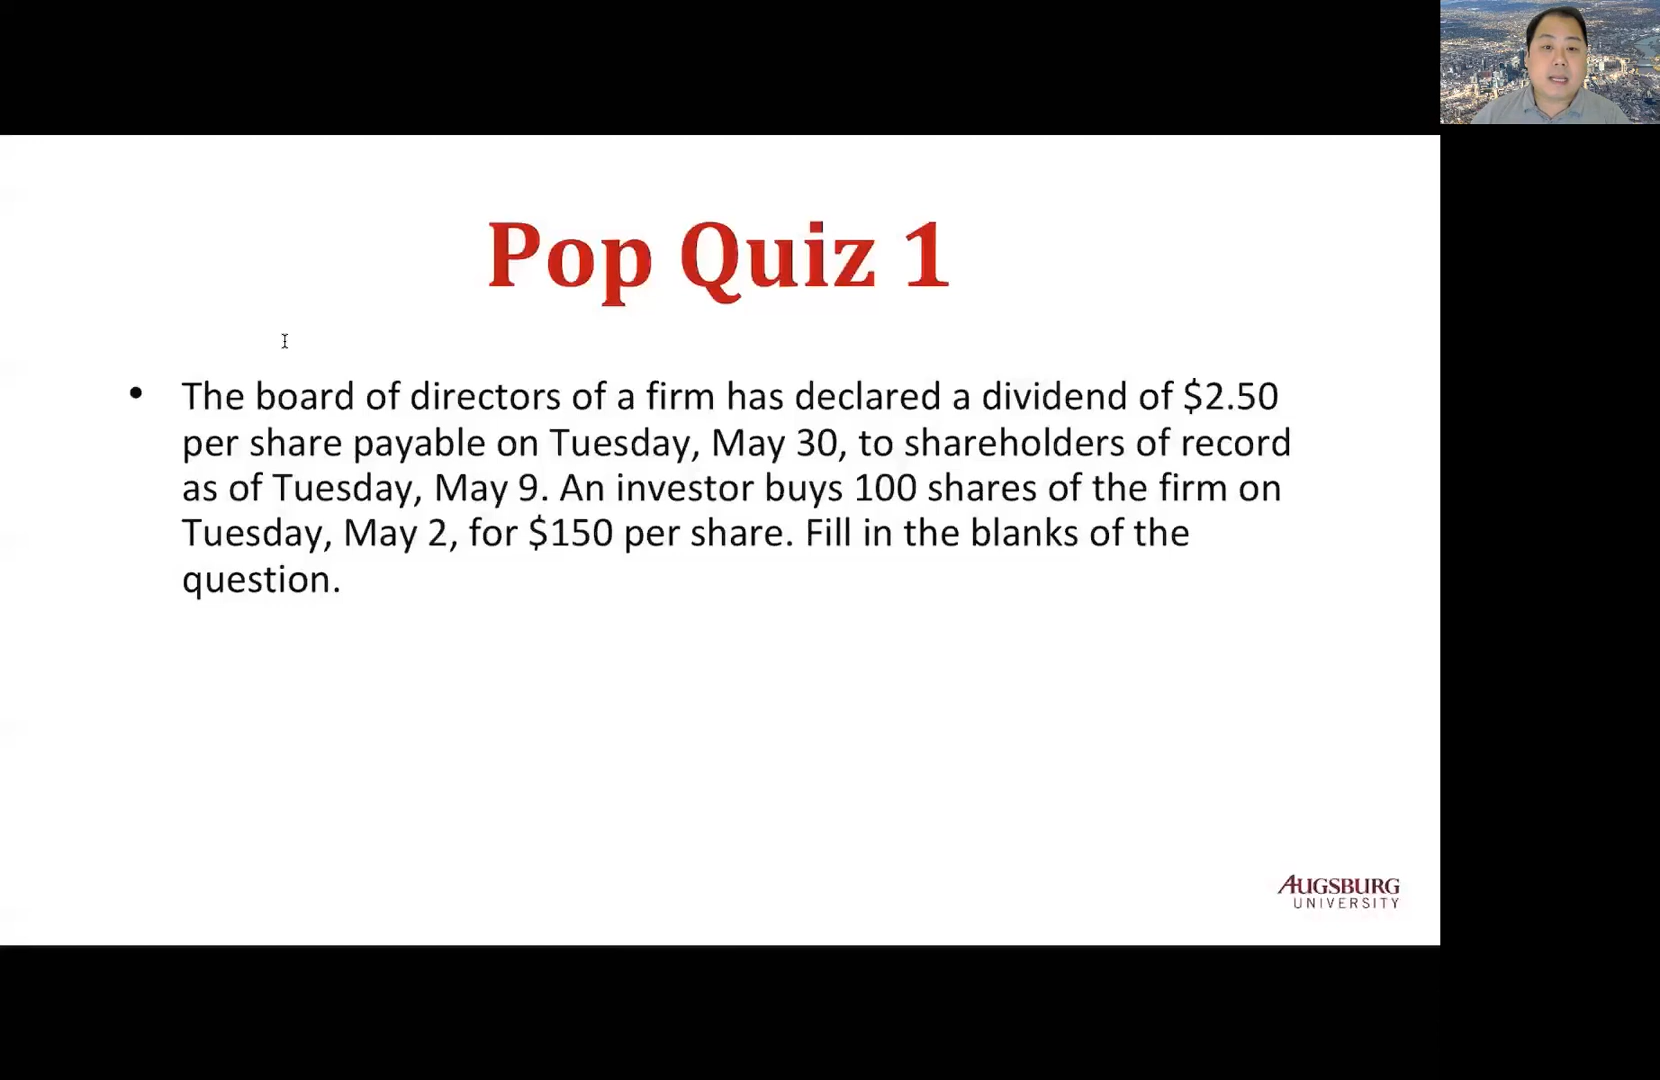 Pop Quiz 1
• The board of directors of a firm has declared a dividend of $2.50
per share payable on Tuesday, May 30, to shareholders of record
as of Tuesday, May 9. An investor buys 100 shares of the firm on
Tuesday, May 2, for $150 per share. Fill in the blanks of the
question.
AUGSBURG
UNIVERSITY